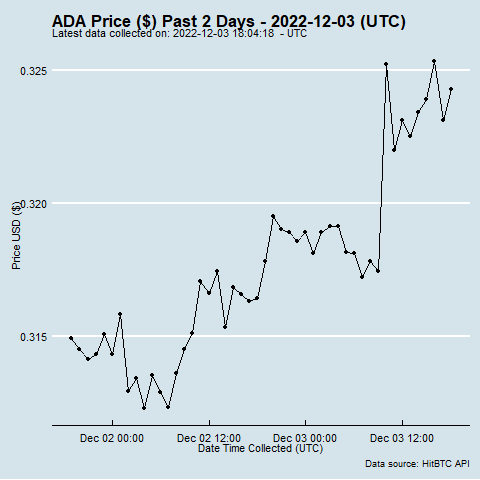 ADA Price ($) Past 2 Days - 2022-12-03 (UTC)
Latest data collected on: 2022-12-03 18:04:18 - UTC
0.325
0.320
0.315
Price USD ($)
Dec 02 00:00 Dec 02 12:00 Dec 03 00:00 Dec 03 12:00
Date Time Collected (UTC)
Data source: HitBTC API